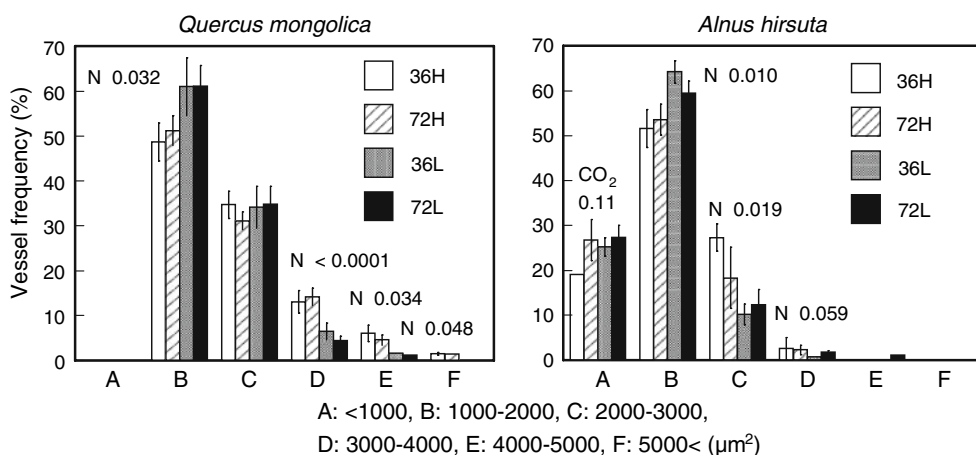 Quercus mongolica
Alnus hirsuta
Vessel frequency (%)
70
60
50
40
30
20
10
0
N 0.032
N < 0.0001
N 0.034
N 0.048
36H
72H
36L
72L
A B C D E F
70
60
50
40
30
20
10
0
CO2
0.11
N 0.010
N 0.019
N 0.059
36H
72H
36L
72L
A B C D E F
A: <1000, B: 1000-2000, C: 2000-3000,
D: 3000-4000, E: 4000-5000, F: 5000< (μm²)